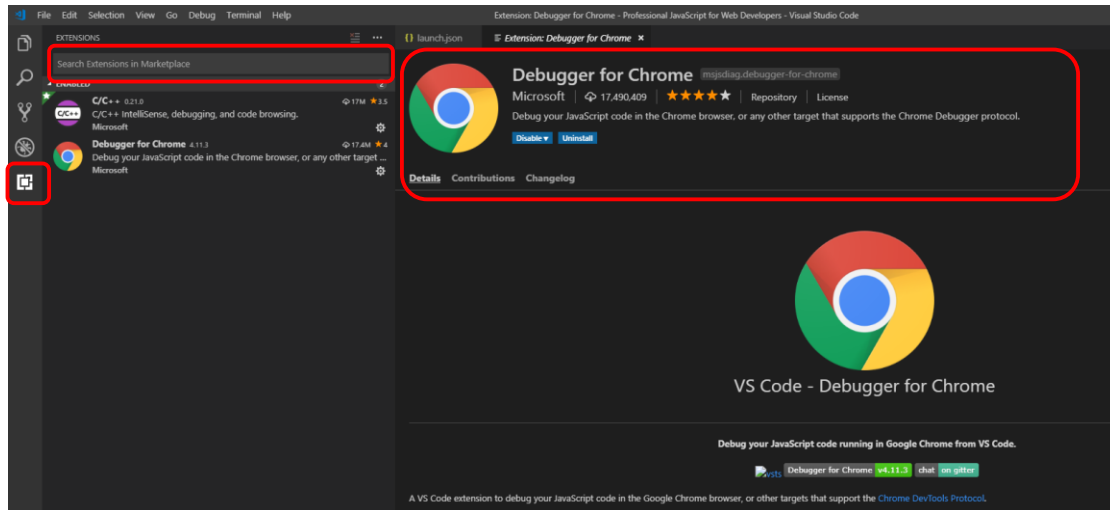 File Edit Selection View Go Debug Terminal Help
Extension: Debugger for Chrome - Professional JavaScript for Web Developers - Visual Studio Code
EXTENSIONS
{} launch.json
Extension: Debugger for Chrome ×
Search Extensions in Marketplace
ENABLED 2
C/C++
C/C++ 0.21.0 17M ★3.5
C/C++ IntelliSense, debugging, and code browsing.
Microsoft
Debugger for Chrome 4.11.3 17.4M ★4
Debug your JavaScript code in the Chrome browser, or any other target ...
Microsoft
Debugger for Chrome msjsdiag.debugger-for-chrome
Microsoft 17,490,409 ★★★★★ Repository License
Debug your JavaScript code in the Chrome browser, or any other target that supports the Chrome Debugger protocol.
Disable Uninstall
Details Contributions Changelog
VS Code - Debugger for Chrome
Debug your JavaScript code running in Google Chrome from VS Code.
vsts Debugger for Chrome v4.11.3 chat on gitter
A VS Code extension to debug your JavaScript code in the Google Chrome browser, or other targets that support the Chrome DevTools Protocol.